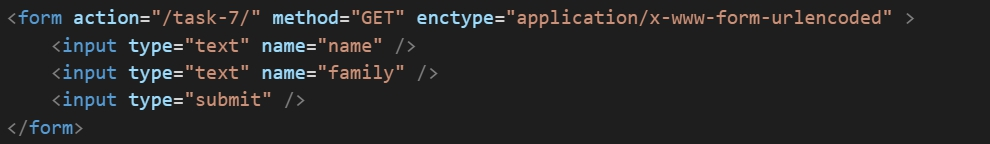 <form action="/task-7/" method="GET" enctype="application/x-www-form-urlencoded" >
    <input type="text" name="name" />
    <input type="text" name="family" />
    <input type="submit" />
</form>